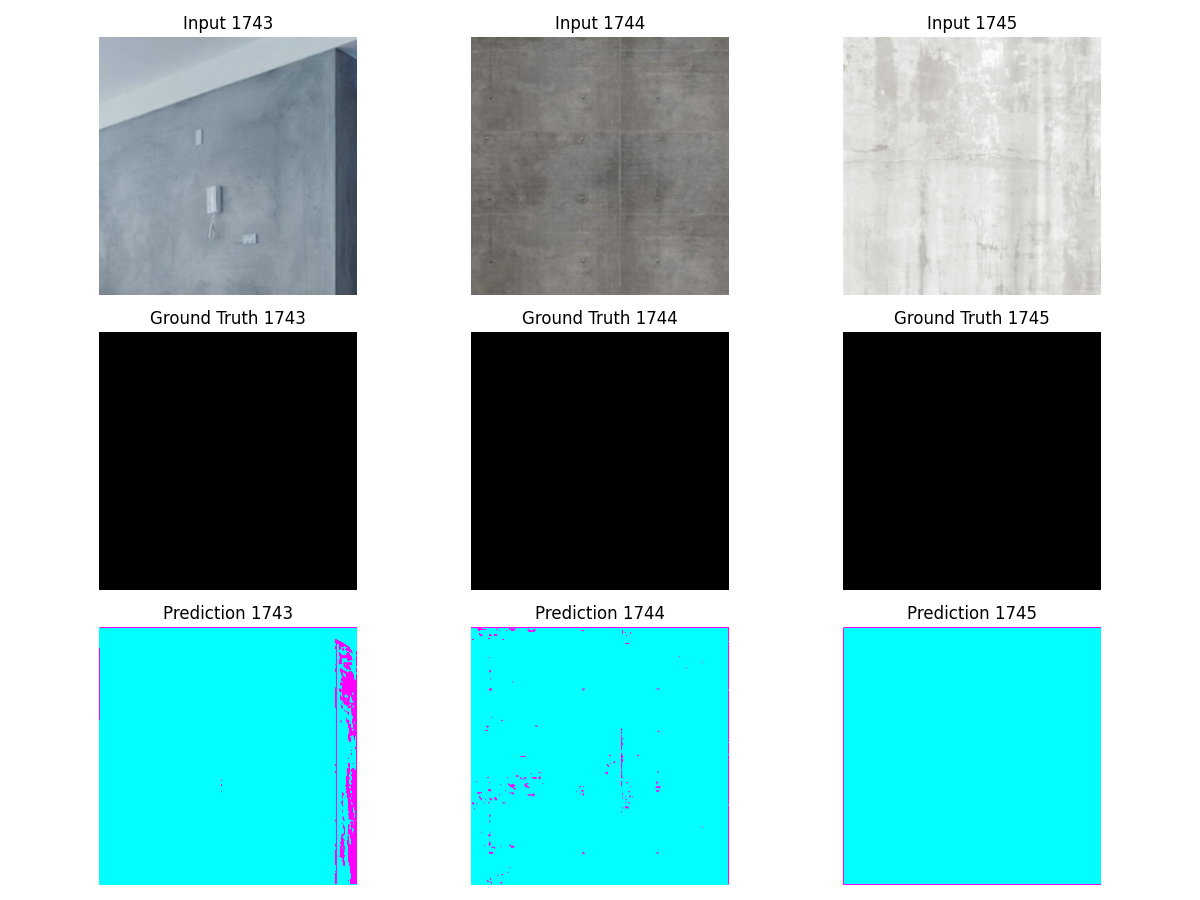 Input 1743
Input 1744
Input 1745
Ground Truth 1743
Ground Truth 1744
Ground Truth 1745
Prediction 1743
Prediction 1744
Prediction 1745